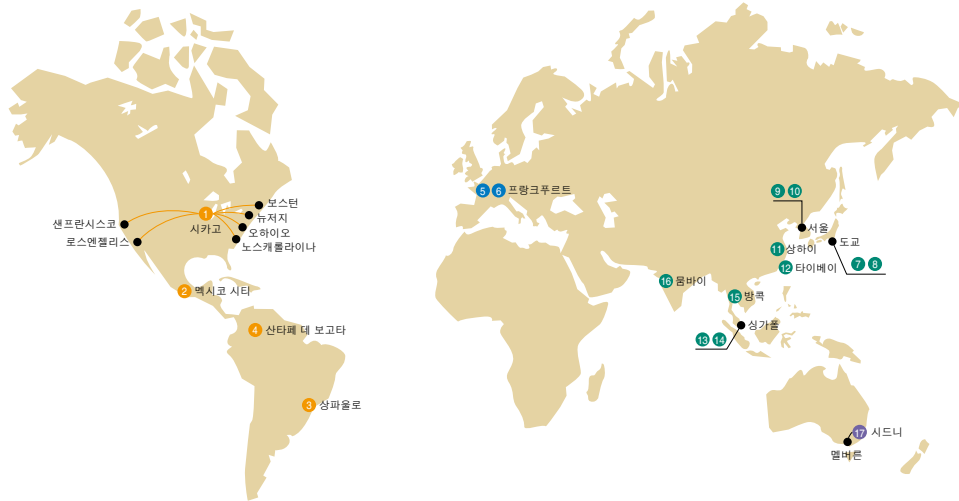 샌프란시스코
로스엔젤리스
1
시카고
보스턴
뉴저지
오하이오
노스캐롤라이나
2 멕시코 시티
4 산타페 데 보고타
3 상파울로
5 6 프랑크푸르트
9 10
서울
도쿄
7 8
11 상하이
12 타이베이
16 뭄바이
15 방콕
싱가폴
13 14
17 시드니
멜버른